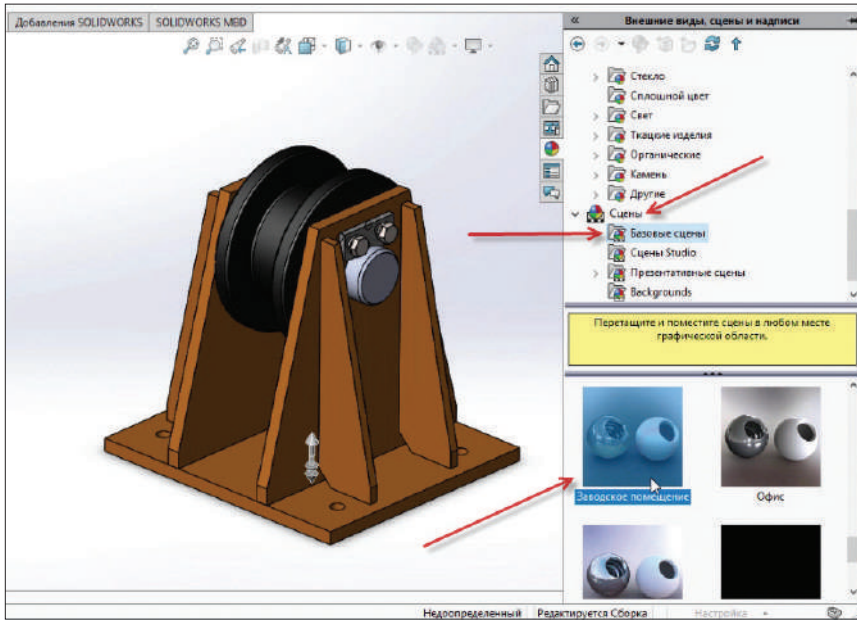 Добавления SOLIDWORKS
SOLIDWORKS MBD
Внешние виды, сцены и надписи
Стекло
Сплошной цвет
Свет
Ткацкие изделия
Органические
Камень
Другие
Сцены
Базовые сцены
Сцены Studio
Презентативные сцены
Backgrounds
Перетащите и поместите сцены в любом месте
графической области.
Заводское помещение
Офис
Недоопределенный
Редактируется Сборка
Настройка